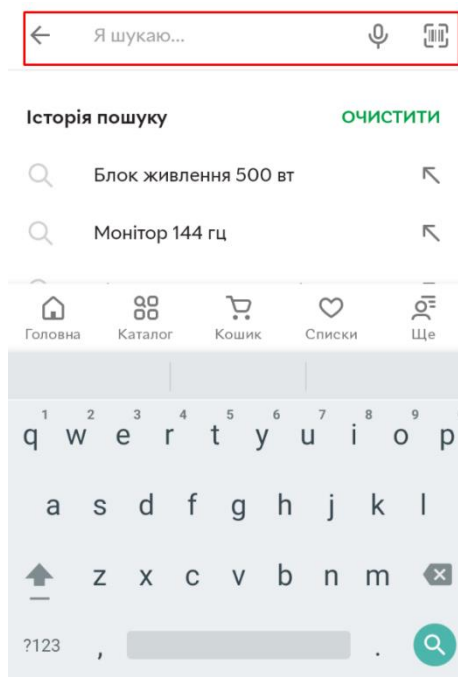 Я шукаю...
Історія пошуку ОЧИСТИТИ
Блок живлення 500 вт
Монітор 144 гц
Головна Каталог Кошик Списки Ще
1 2 3 4 5 6 7 8 9
q w e r t y u i o p
a s d f g h j k l
z x c v b n m
?123 , .